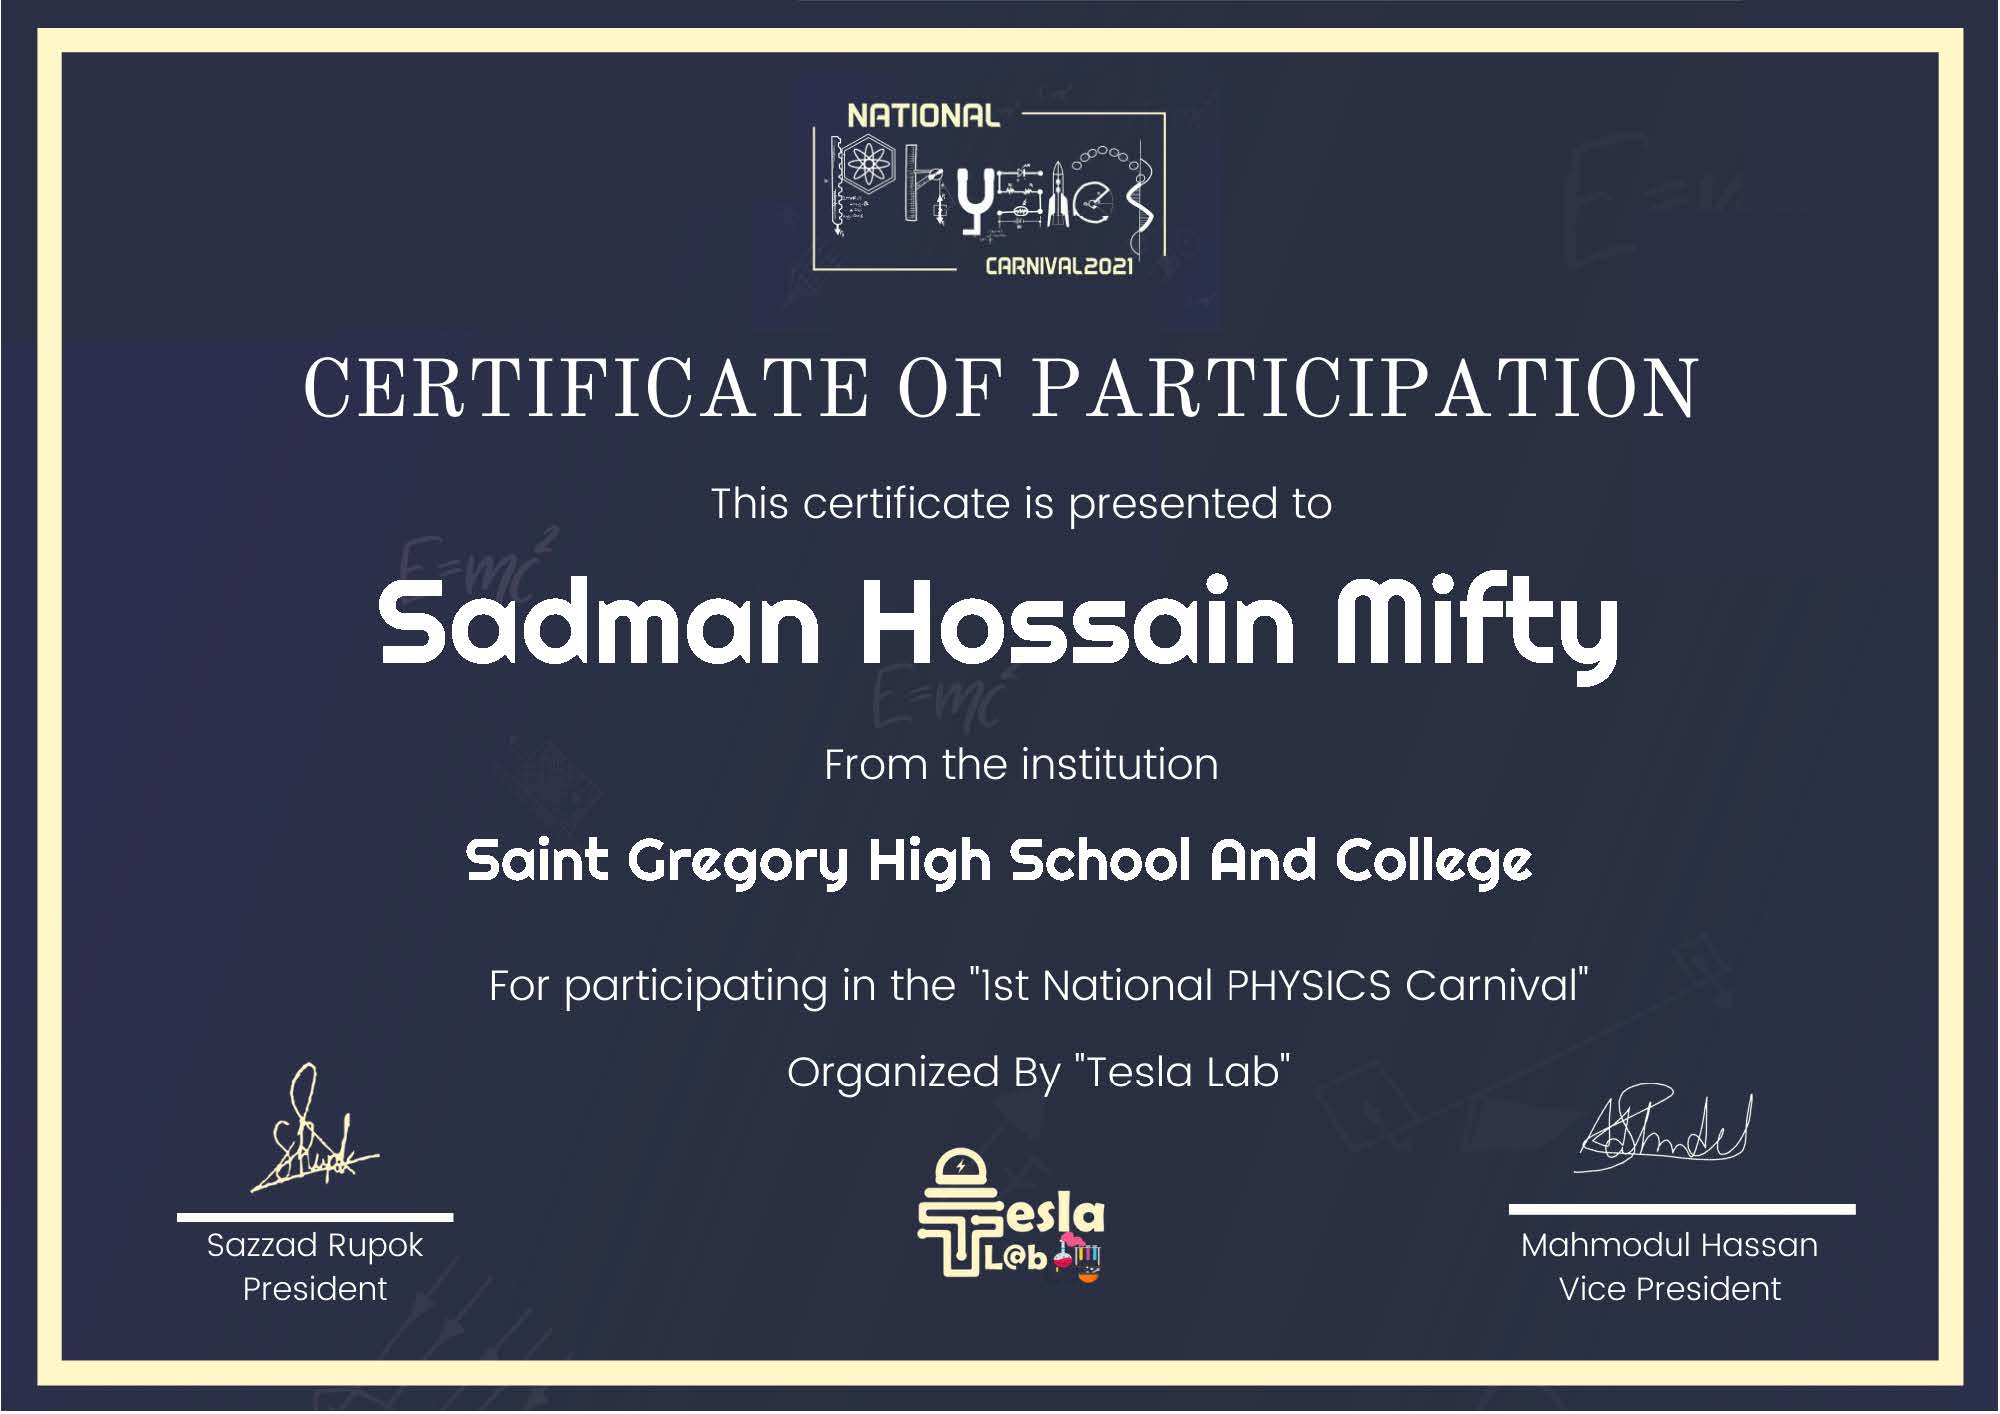 NATIONAL
Physics
CARNIVAL2021
CERTIFICATE OF PARTICIPATION
This certificate is presented to
E=mc²
Sadman Hossain Mifty
E=mc²
From the institution
Saint Gregory High School And College
For participating in the "1st National PHYSICS Carnival"
Organized By "Tesla Lab"
Tesla
L@b
Sazzad Rupok
President
Mahmodul Hassan
Vice President